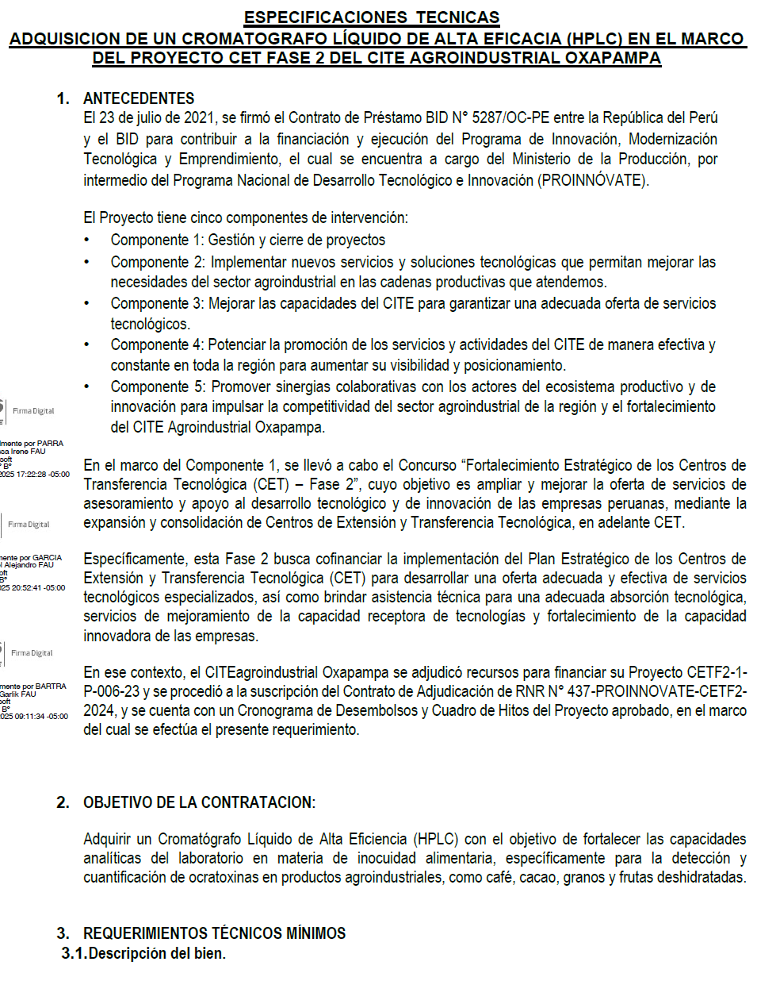 ESPECIFICACIONES TECNICAS
ADQUISICION DE UN CROMATOGRAFO LÍQUIDO DE ALTA EFICACIA (HPLC) EN EL MARCO
DEL PROYECTO CET FASE 2 DEL CITE AGROINDUSTRIAL OXAPAMPA
1. ANTECEDENTES
El 23 de julio de 2021, se firmó el Contrato de Préstamo BID N° 5287/OC-PE entre la República del Perú
y el BID para contribuir a la financiación y ejecución del Programa de Innovación, Modernización
Tecnológica y Emprendimiento, el cual se encuentra a cargo del Ministerio de la Producción, por
intermedio del Programa Nacional de Desarrollo Tecnológico e Innovación (PROINNÓVATE).
El Proyecto tiene cinco componentes de intervención:
• Componente 1: Gestión y cierre de proyectos
• Componente 2: Implementar nuevos servicios y soluciones tecnológicas que permitan mejorar las
necesidades del sector agroindustrial en las cadenas productivas que atendemos.
• Componente 3: Mejorar las capacidades del CITE para garantizar una adecuada oferta de servicios
tecnológicos.
• Componente 4: Potenciar la promoción de los servicios y actividades del CITE de manera efectiva y
constante en toda la región para aumentar su visibilidad y posicionamiento.
• Componente 5: Promover sinergias colaborativas con los actores del ecosistema productivo y de
innovación para impulsar la competitividad del sector agroindustrial de la región y el fortalecimiento
del CITE Agroindustrial Oxapampa.
Firma Digital
lmente por PARRA
sa Irene FAU
soft
° B°
2025 17:22:28 -05:00
En el marco del Componente 1, se llevó a cabo el Concurso “Fortalecimiento Estratégico de los Centros de
Transferencia Tecnológica (CET) – Fase 2”, cuyo objetivo es ampliar y mejorar la oferta de servicios de
asesoramiento y apoyo al desarrollo tecnológico y de innovación de las empresas peruanas, mediante la
expansión y consolidación de Centros de Extensión y Transferencia Tecnológica, en adelante CET.
Firma Digital
mente por GARCIA
l Alejandro FAU
oft
B°
025 20:52:41 -05:00
Específicamente, esta Fase 2 busca cofinanciar la implementación del Plan Estratégico de los Centros de
Extensión y Transferencia Tecnológica (CET) para desarrollar una oferta adecuada y efectiva de servicios
tecnológicos especializados, así como brindar asistencia técnica para una adecuada absorción tecnológica,
servicios de mejoramiento de la capacidad receptora de tecnologías y fortalecimiento de la capacidad
innovadora de las empresas.
Firma Digital
mente por BARTRA
Garlik FAU
soft
B°
025 09:11:34 -05:00
En ese contexto, el CITEagroindustrial Oxapampa se adjudicó recursos para financiar su Proyecto CETF2-1-
P-006-23 y se procedió a la suscripción del Contrato de Adjudicación de RNR N° 437-PROINNOVATE-CETF2-
2024, y se cuenta con un Cronograma de Desembolsos y Cuadro de Hitos del Proyecto aprobado, en el marco
del cual se efectúa el presente requerimiento.
2. OBJETIVO DE LA CONTRATACION:
Adquirir un Cromatógrafo Líquido de Alta Eficiencia (HPLC) con el objetivo de fortalecer las capacidades
analíticas del laboratorio en materia de inocuidad alimentaria, específicamente para la detección y
cuantificación de ocratoxinas en productos agroindustriales, como café, cacao, granos y frutas deshidratadas.
3. REQUERIMIENTOS TÉCNICOS MÍNIMOS
3.1.Descripción del bien.